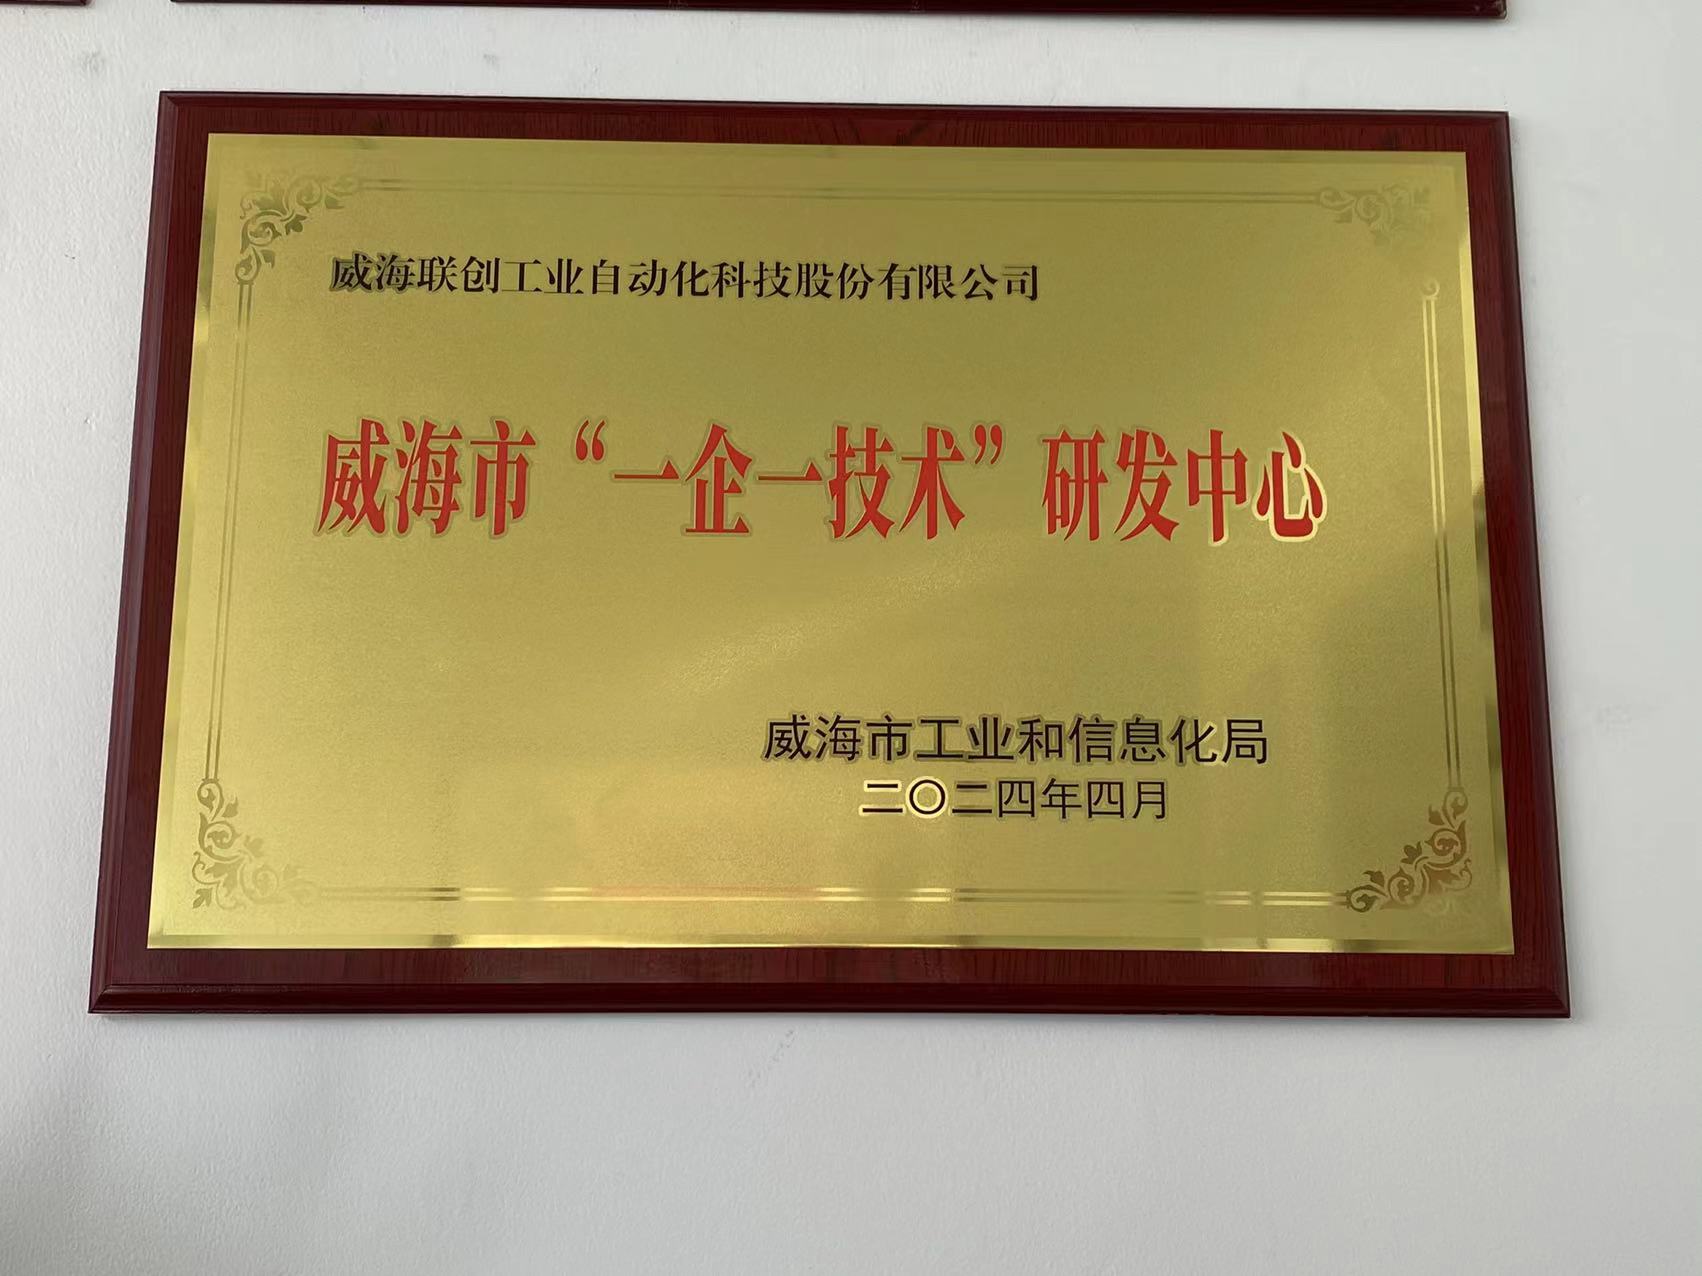 威海联创工业自动化科技股份有限公司
威海市“一企一技术”研发中心
威海市工业和信息化局
二〇二四年四月